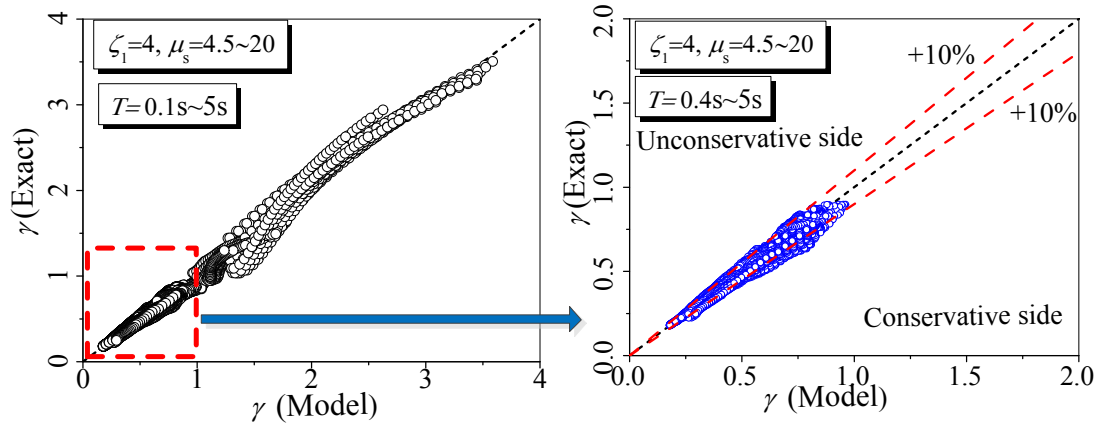 4
3
2
1
0
γ (Exact)
ζ₁=4, μₛ=4.5~20
T= 0.1s~5s
0 1 2 3 4
γ (Model)
2.0
1.5
1.0
0.5
0.0
γ (Exact)
ζ₁=4, μₛ=4.5~20
T= 0.4s~5s
+10%
+10%
Unconservative side
Conservative side
0.0 0.5 1.0 1.5 2.0
γ (Model)